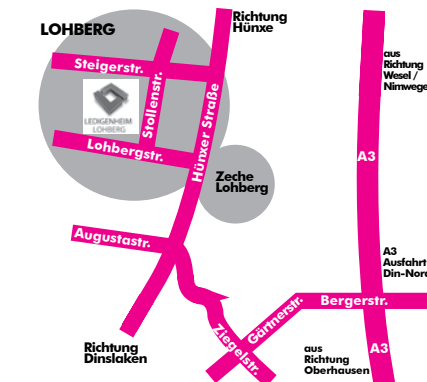 Richtung
Hünxe
LOHBERG
Steigerstr.
Stollenstr.
LEDIGENHEIM
LOHBERG
Lohbergstr.
Hünxer Straße
Zeche
Lohberg
aus
Richtung
Wesel /
Nimwege
A3
Augustastr.
A3
Ausfahrt
Din-Nord
Bergerstr.
Gärtnerstr.
Ziegelstr.
Richtung
Dinslaken
aus
Richtung
Oberhausen
A3